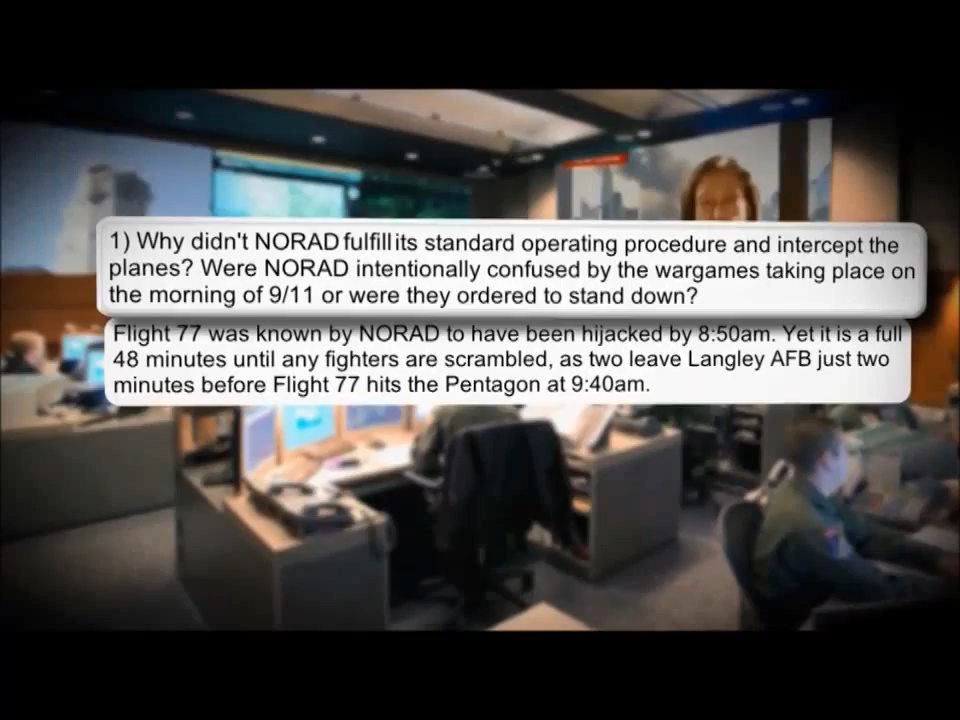 1) Why didn't NORAD fulfill its standard operating procedure and intercept the
planes? Were NORAD intentionally confused by the wargames taking place on
the morning of 9/11 or were they ordered to stand down?
Flight 77 was known by NORAD to have been hijacked by 8:50am. Yet it is a full
48 minutes until any fighters are scrambled, as two leave Langley AFB just two
minutes before Flight 77 hits the Pentagon at 9:40am.